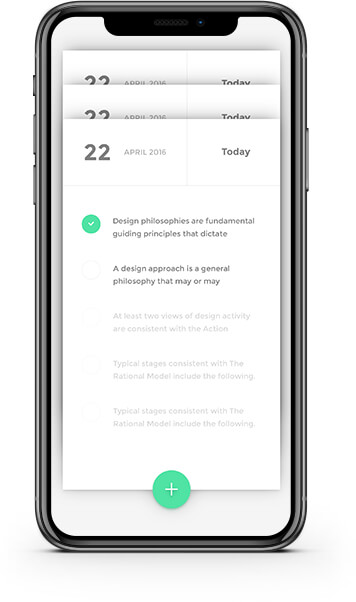 22 APRIL 2016 Today
22 APRIL 2016 Today
22 APRIL 2016 Today
Design philosophies are fundamental
guiding principles that dictate
A design approach is a general
philosophy that may or may
At least two views of design activity
are consistent with the Action
Typical stages consistent with The
Rational Model include the following.
Typical stages consistent with The
Rational Model include the following.